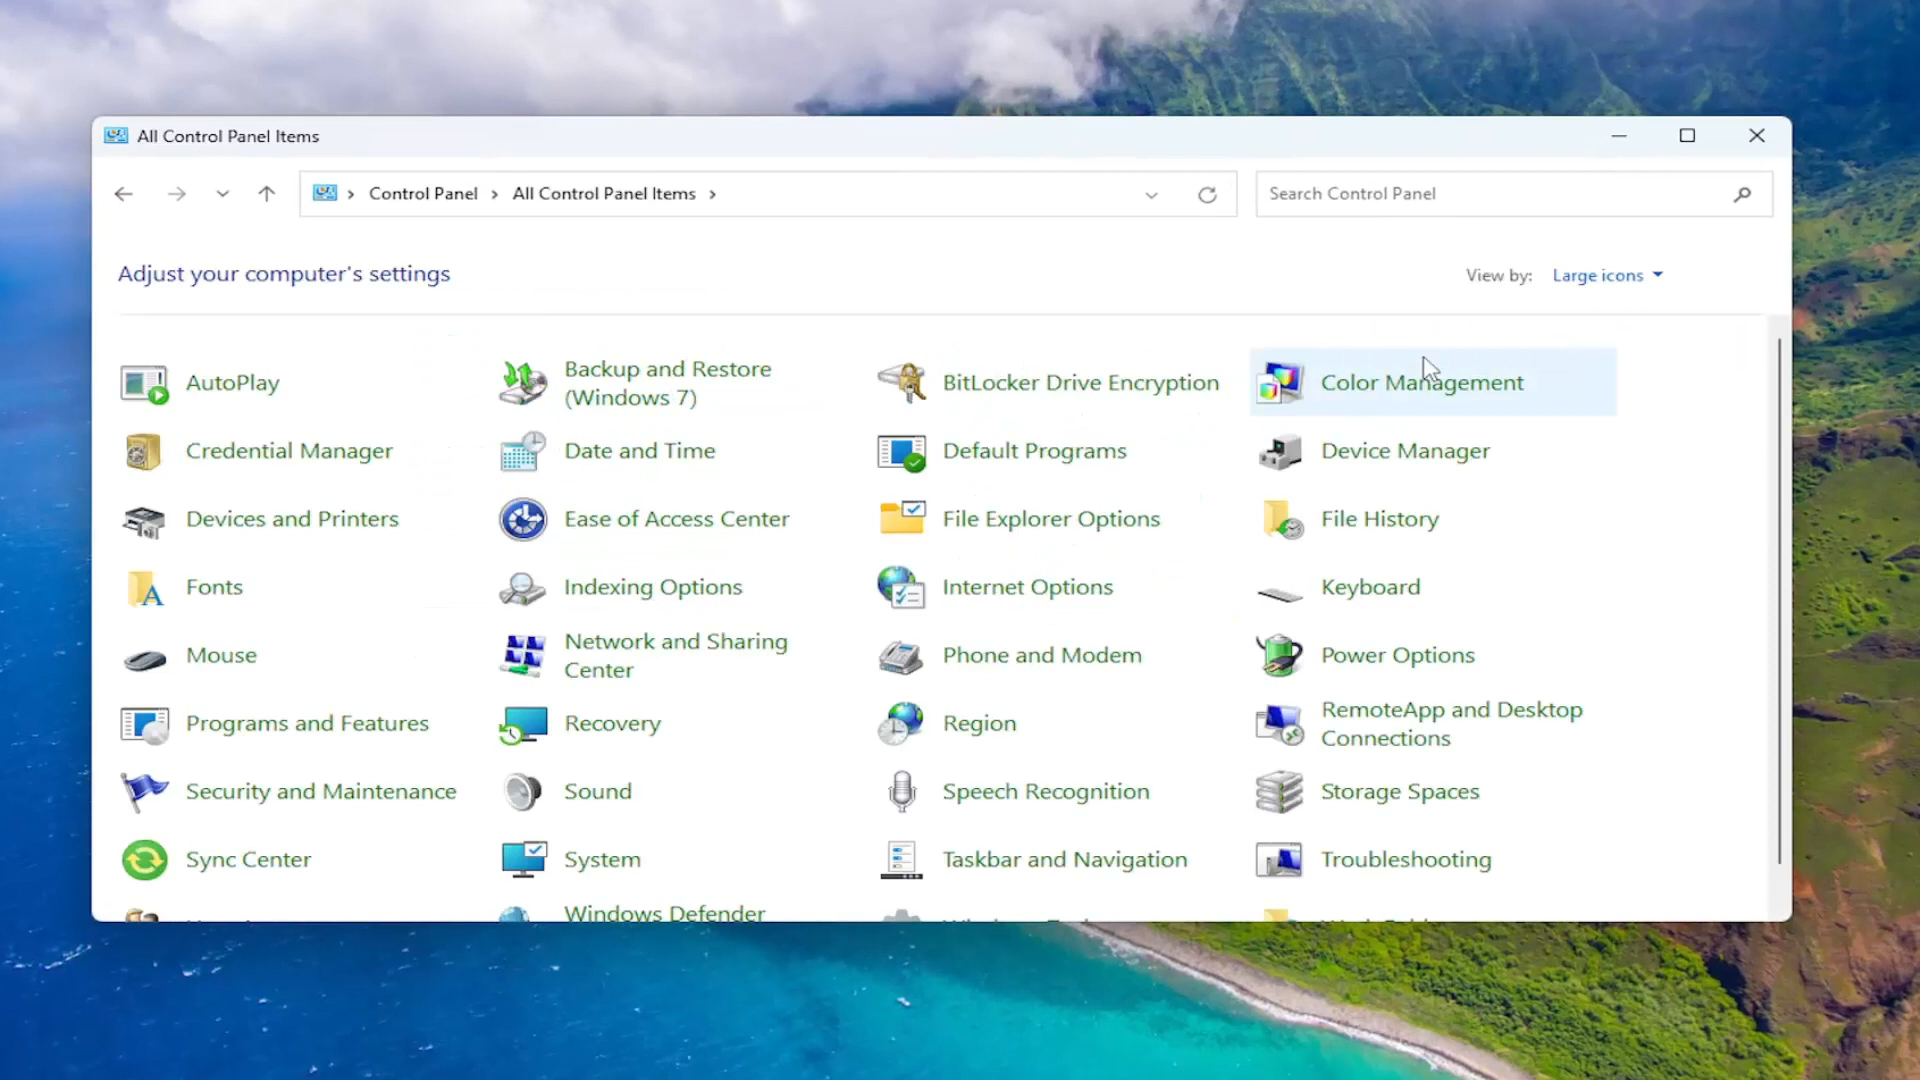 All Control Panel Items
Control Panel
All Control Panel Items
Search Control Panel
Adjust your computer's settings
View by:
Large icons
AutoPlay
Backup and Restore
(Windows 7)
BitLocker Drive Encryption
Color Management
Credential Manager
Date and Time
Default Programs
Device Manager
Devices and Printers
Ease of Access Center
File Explorer Options
File History
Fonts
Indexing Options
Internet Options
Keyboard
Mouse
Network and Sharing
Center
Phone and Modem
Power Options
Programs and Features
Recovery
Region
RemoteApp and Desktop
Connections
Security and Maintenance
Sound
Speech Recognition
Storage Spaces
Sync Center
System
Taskbar and Navigation
Troubleshooting
Windows Defender